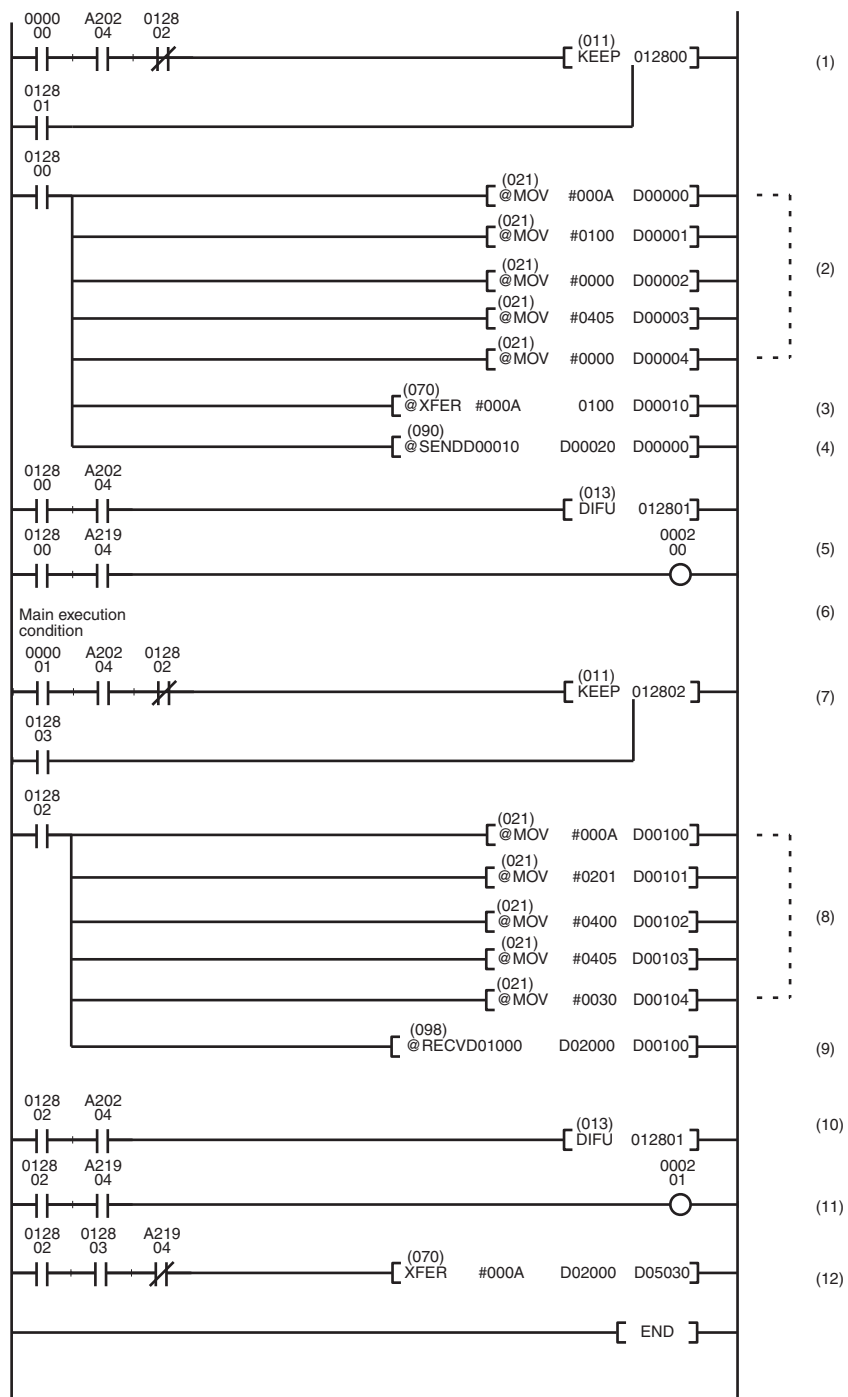 0000 A202 0128
00 04 02
(011)
KEEP 012800
(1)
0128
01
0128
00
(021)
@MOV #000A D00000
(021)
@MOV #0100 D00001
(021)
@MOV #0000 D00002
(2)
(021)
@MOV #0405 D00003
(021)
@MOV #0000 D00004
(070)
@XFER #000A 0100 D00010
(3)
(090)
@SENDD00010 D00020 D00000
(4)
0128 A202
00 04
(013)
DIFU 012801
0128 A219 0002
00 04 00
(5)
(6)
Main execution
condition
0000 A202 0128
01 04 02
(011)
KEEP 012802
(7)
0128
03
0128
02
(021)
@MOV #000A D00100
(021)
@MOV #0201 D00101
(021)
@MOV #0400 D00102
(8)
(021)
@MOV #0405 D00103
(021)
@MOV #0030 D00104
(098)
@RECVD01000 D02000 D00100
(9)
0128 A202
02 04
(013)
DIFU 012801
(10)
0128 A219 0002
02 04 01
(11)
0128 0128 A219
02 03 04
(070)
XFER #000A D02000 D05030
(12)
END